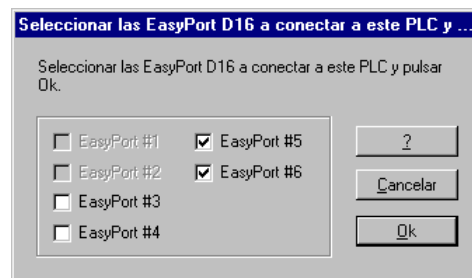 Seleccionar las EasyPort D16 a conectar a este PLC y ...
Seleccionar las EasyPort D16 a conectar a este PLC y pulsar
Ok.
EasyPort #1
EasyPort #5
?
EasyPort #2
EasyPort #6
EasyPort #3
Cancelar
EasyPort #4
Ok